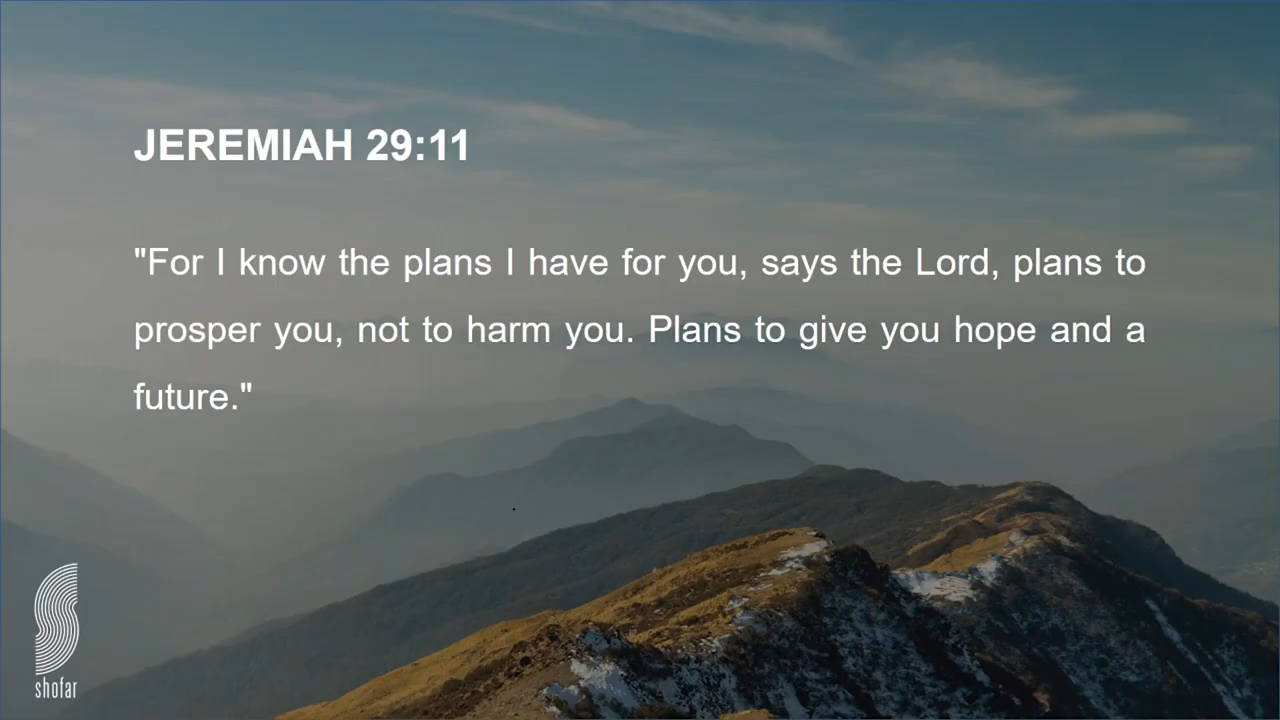 JEREMIAH 29:11
"For I know the plans I have for you, says the Lord, plans to
prosper you, not to harm you. Plans to give you hope and a
future."
shofar